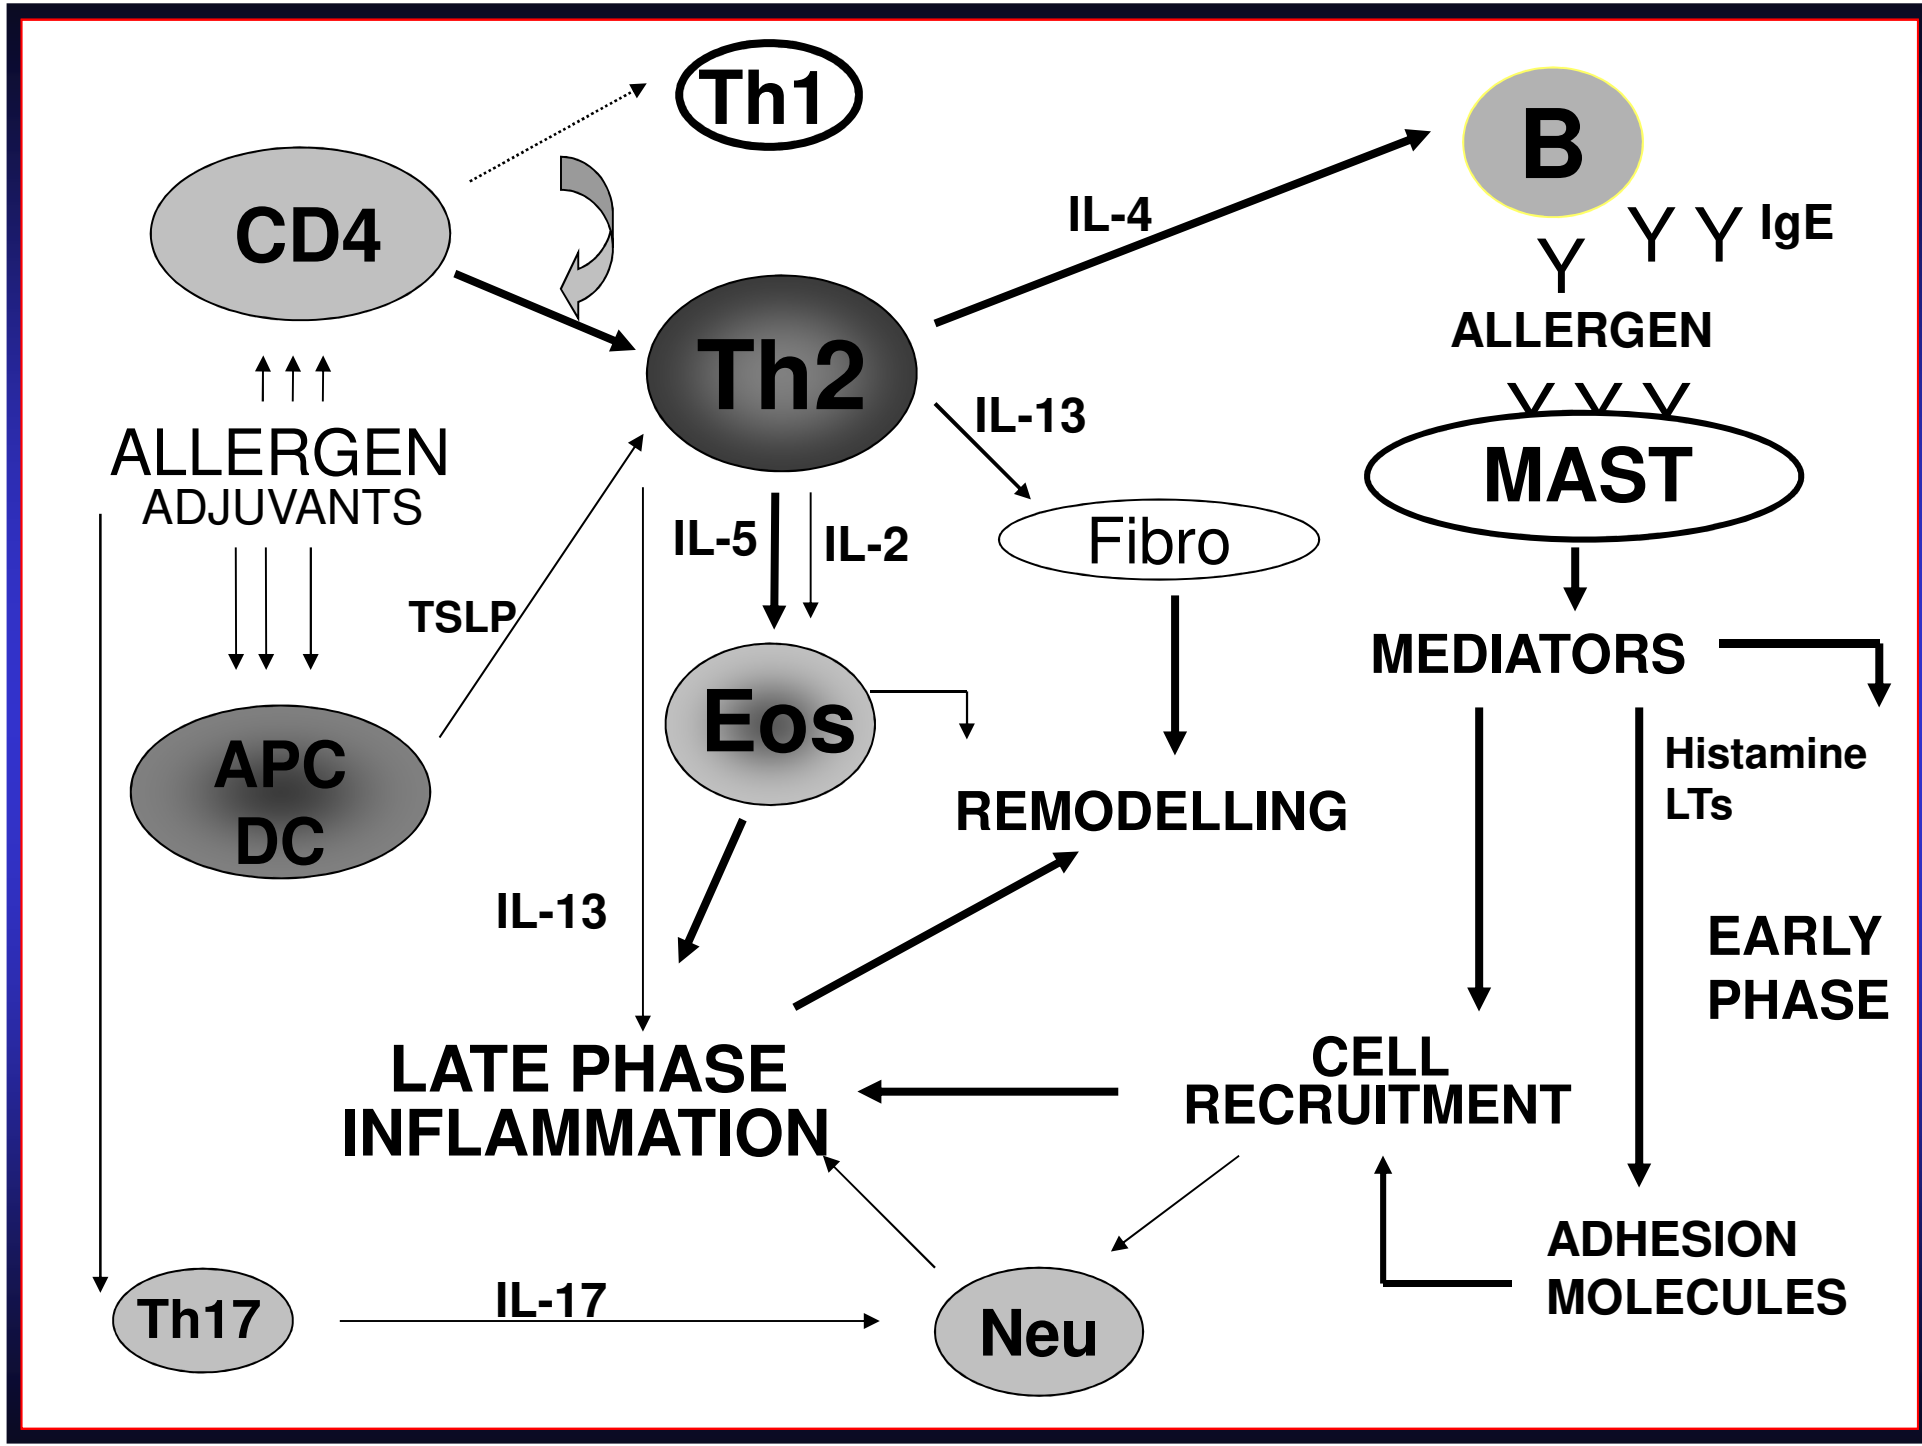 Th1
B
CD4
IL-4
Y Y IgE
Y
ALLERGEN
Th2
IL-13
Y Y Y
MAST
ALLERGEN
ADJUVANTS
IL-5
IL-2
Fibro
TSLP
MEDIATORS
Eos
APC
DC
Histamine
LTs
REMODELLING
IL-13
EARLY
PHASE
LATE PHASE
INFLAMMATION
CELL
RECRUITMENT
ADHESION
MOLECULES
Th17
IL-17
Neu